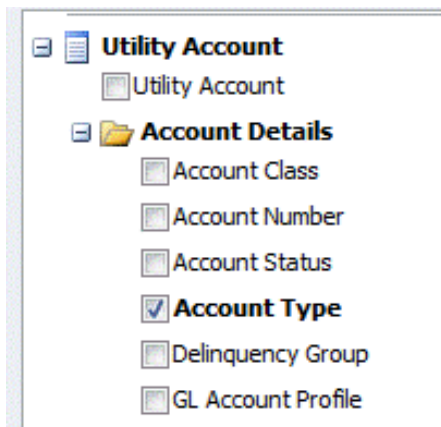 Utility Account
Utility Account
Account Details
Account Class
Account Number
Account Status
Account Type
Delinquency Group
GL Account Profile